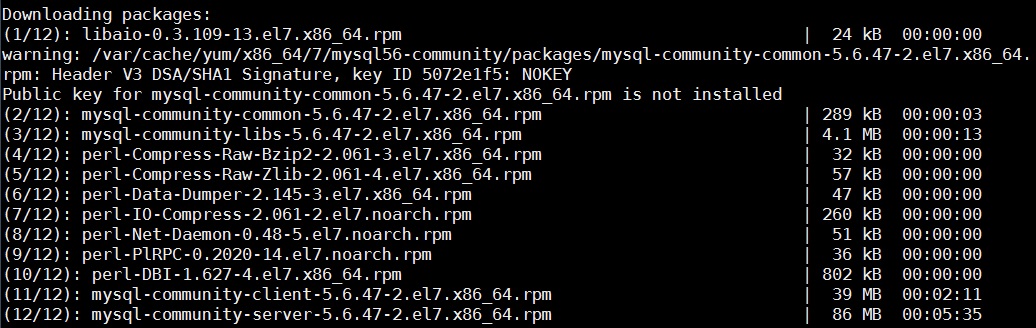 Downloading packages:
(1/12): libaio-0.3.109-13.el7.x86_64.rpm | 24 kB 00:00:00
warning: /var/cache/yum/x86_64/7/mysql56-community/packages/mysql-community-common-5.6.47-2.el7.x86_64.
rpm: Header V3 DSA/SHA1 Signature, key ID 5072e1f5: NOKEY
Public key for mysql-community-common-5.6.47-2.el7.x86_64.rpm is not installed
(2/12): mysql-community-common-5.6.47-2.el7.x86_64.rpm | 289 kB 00:00:03
(3/12): mysql-community-libs-5.6.47-2.el7.x86_64.rpm | 4.1 MB 00:00:13
(4/12): perl-Compress-Raw-Bzip2-2.061-3.el7.x86_64.rpm | 32 kB 00:00:00
(5/12): perl-Compress-Raw-Zlib-2.061-4.el7.x86_64.rpm | 57 kB 00:00:00
(6/12): perl-Data-Dumper-2.145-3.el7.x86_64.rpm | 47 kB 00:00:00
(7/12): perl-IO-Compress-2.061-2.el7.noarch.rpm | 260 kB 00:00:00
(8/12): perl-Net-Daemon-0.48-5.el7.noarch.rpm | 51 kB 00:00:00
(9/12): perl-PlRPC-0.2020-14.el7.noarch.rpm | 36 kB 00:00:00
(10/12): perl-DBI-1.627-4.el7.x86_64.rpm | 802 kB 00:00:00
(11/12): mysql-community-client-5.6.47-2.el7.x86_64.rpm | 39 MB 00:02:11
(12/12): mysql-community-server-5.6.47-2.el7.x86_64.rpm | 86 MB 00:05:35